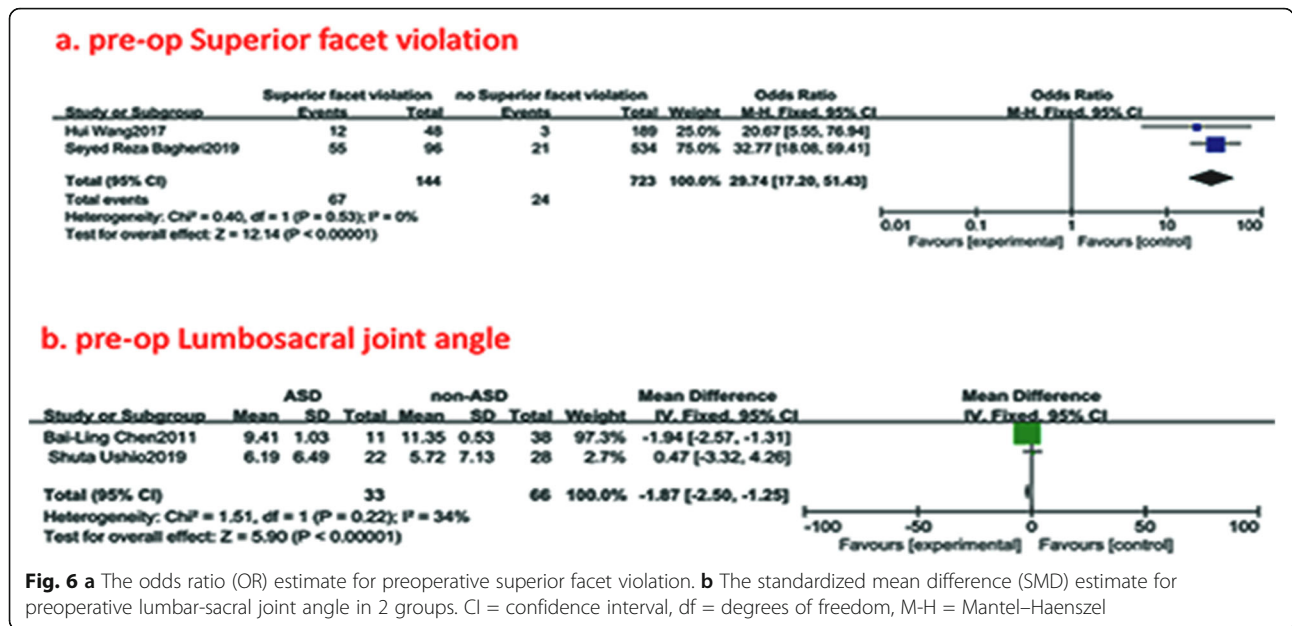 a. pre-op Superior facet violation
Superior facet violation no Superior facet violation Odds Ratio Odds Ratio
Study or Subgroup Events Total Events Total Weight M-H, Fixed, 95% CI M-H, Fixed, 95% CI
Hui Wang2017 12 48 3 189 25.0% 20.67 [5.55, 76.94]
Seyed Reza Bagheri2019 55 96 21 534 75.0% 32.77 [18.08, 59.41]
Total (95% CI) 144 723 100.0% 29.74 [17.20, 51.43]
Total events 67 24
Heterogeneity: Chi² = 0.40, df = 1 (P = 0.53); I² = 0%
Test for overall effect: Z = 12.14 (P < 0.00001)
0.01 0.1 1 10 100
Favours [experimental] Favours [control]
b. pre-op Lumbosacral joint angle
ASD non-ASD Mean Difference Mean Difference
Study or Subgroup Mean SD Total Mean SD Total Weight IV, Fixed, 95% CI IV, Fixed, 95% CI
Bai-Ling Chen2011 9.41 1.03 11 11.35 0.53 38 97.3% -1.94 [-2.57, -1.31]
Shuta Ushio2019 6.19 6.49 22 5.72 7.13 28 2.7% 0.47 [-3.32, 4.26]
Total (95% CI) 33 66 100.0% -1.87 [-2.50, -1.25]
Heterogeneity: Chi² = 1.51, df = 1 (P = 0.22); I² = 34%
Test for overall effect: Z = 5.90 (P < 0.00001)
-100 -50 0 50 100
Favours [experimental] Favours [control]
Fig. 6 a The odds ratio (OR) estimate for preoperative superior facet violation. b The standardized mean difference (SMD) estimate for
preoperative lumbar-sacral joint angle in 2 groups. CI = confidence interval, df = degrees of freedom, M-H = Mantel–Haenszel